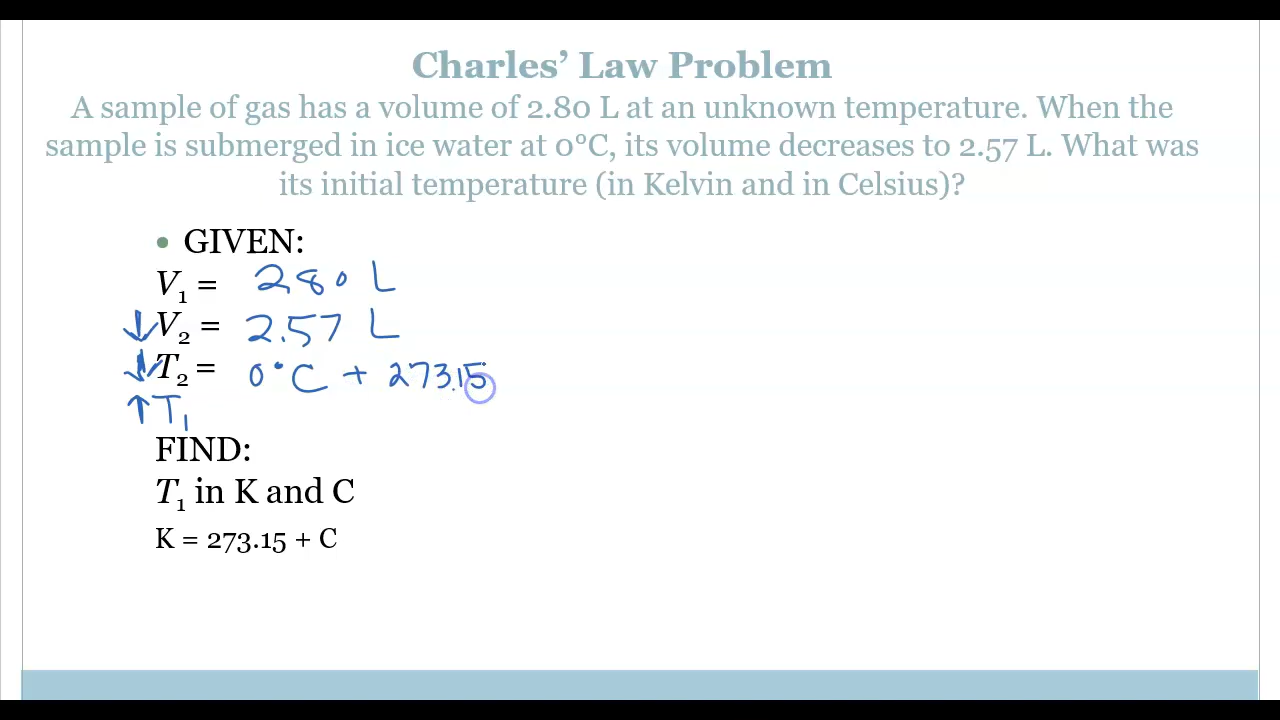 Charles’ Law Problem
A sample of gas has a volume of 2.80 L at an unknown temperature. When the
sample is submerged in ice water at 0°C, its volume decreases to 2.57 L. What was
its initial temperature (in Kelvin and in Celsius)?
• GIVEN:
V₁ = 2.80 L
↓ V₂ = 2.57 L
↓ T₂ = 0°C + 273.15
↑ T₁
FIND:
T₁ in K and C
K = 273.15 + C